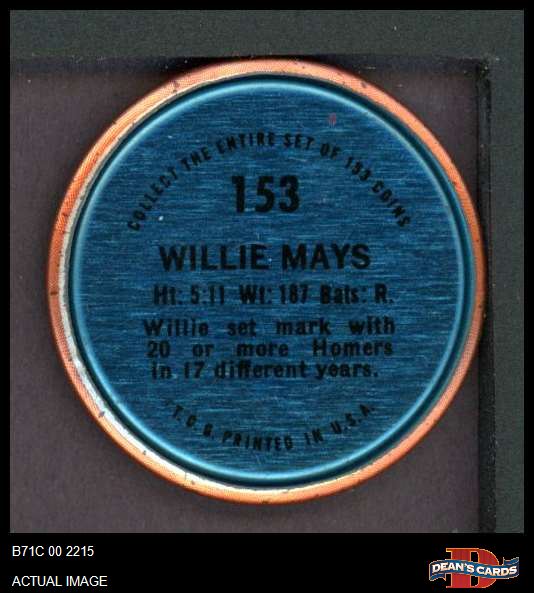 COLLECT THE ENTIRE SET OF 153 COINS
153
WILLIE MAYS
Ht: 5:11 Wt: 187 Bats: R.
Willie set mark with
20 or more Homers
in 17 different years.
T.C.G. PRINTED IN U.S.A.
B71C 00 2215
ACTUAL IMAGE
D
DEAN'S CARDS